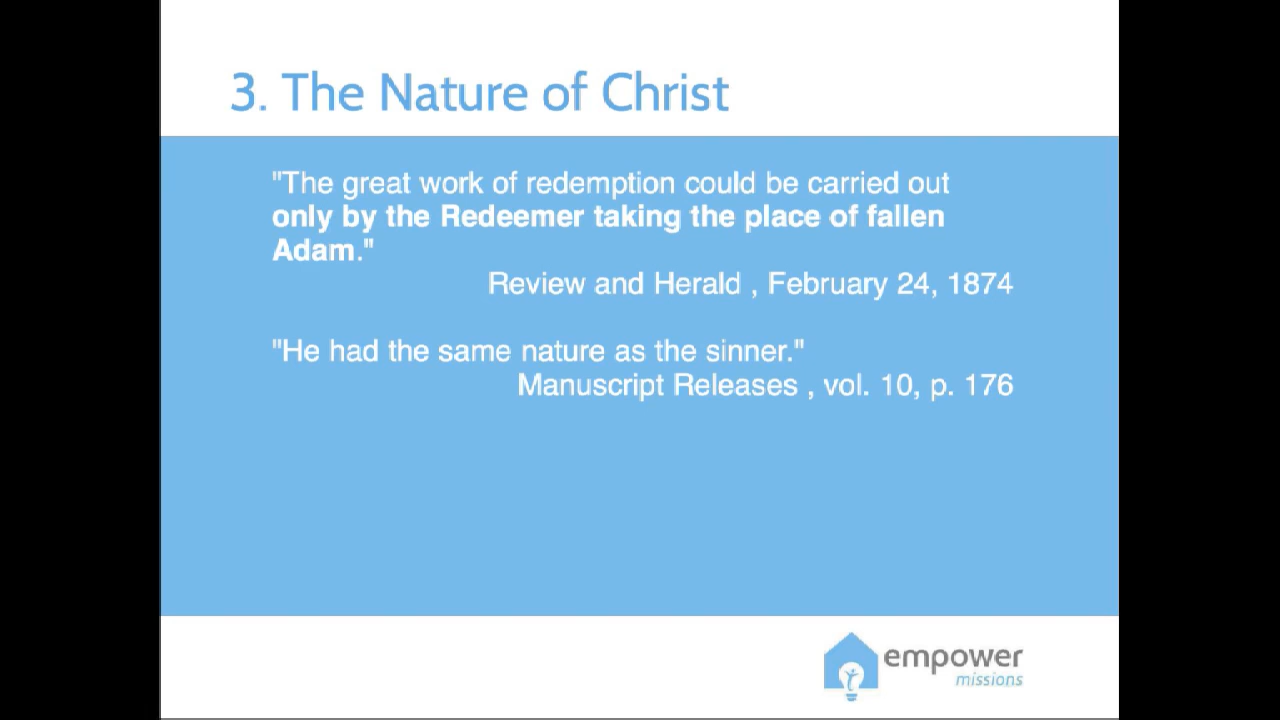 3. The Nature of Christ
"The great work of redemption could be carried out
only by the Redeemer taking the place of fallen
Adam."
Review and Herald , February 24, 1874
"He had the same nature as the sinner."
Manuscript Releases , vol. 10, p. 176
empower
missions